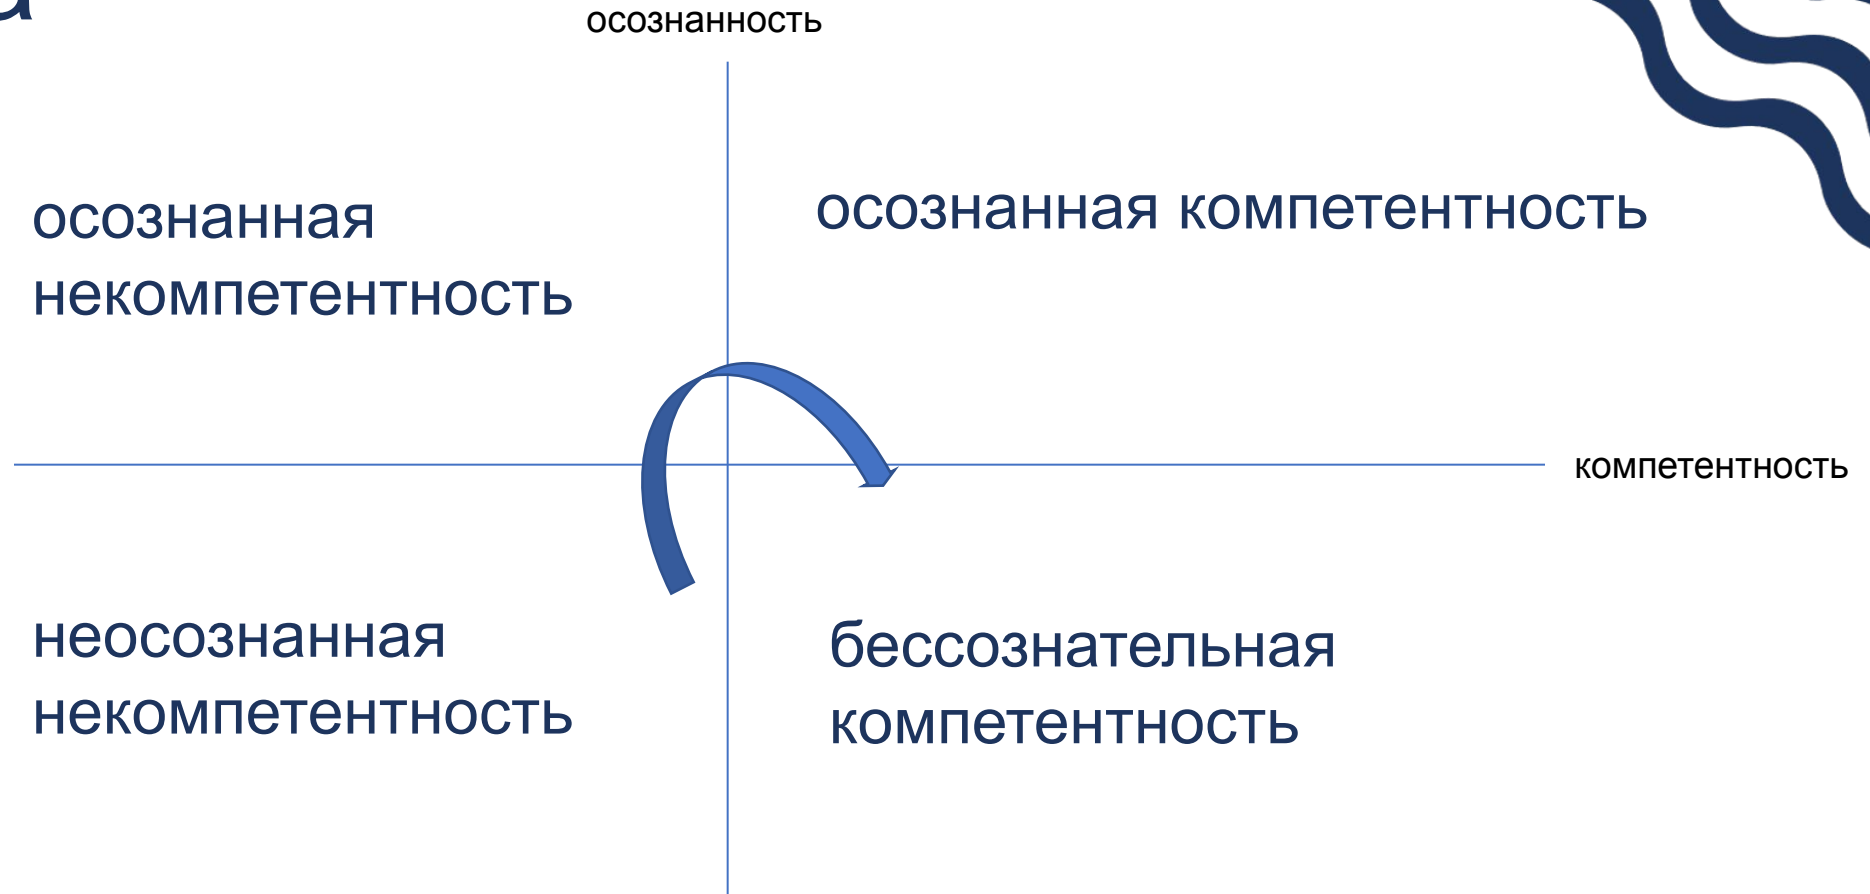 осознанность
осознанная
некомпетентность
осознанная компетентность
компетентность
неосознанная
некомпетентность
бессознательная
компетентность